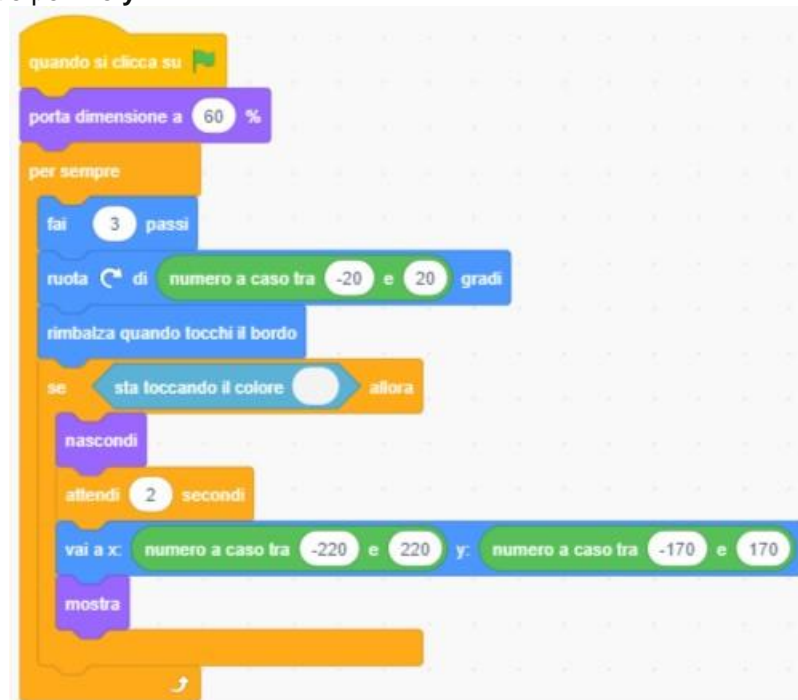 quando si clicca su
porta dimensione a 60 %
per sempre
fai 3 passi
ruota di numero a caso tra -20 e 20 gradi
rimbalza quando tocchi il bordo
se sta toccando il colore allora
nascondi
attendi 2 secondi
vai a x: numero a caso tra -220 e 220 y: numero a caso tra -170 e 170
mostra